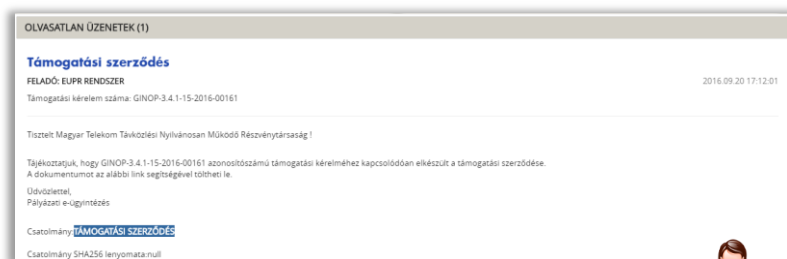 OLVASATLAN ÜZENETEK (1)
Támogatási szerződés
FELADÓ: EUPR RENDSZER
2016.09.20 17:12:01
Támogatási kérelem száma: GINOP-3.4.1-15-2016-00161
Tisztelt Magyar Telekom Távközlési Nyilvánosan Működő Részvénytársaság !
Tájékoztatjuk, hogy GINOP-3.4.1-15-2016-00161 azonosítószámú támogatási kérelméhez kapcsolódóan elkészült a támogatási szerződése.
A dokumentumot az alábbi link segítségével töltheti le.
Üdvözlettel,
Pályázati e-ügyintézés
Csatolmány:TÁMOGATÁSI SZERZŐDÉS
Csatolmány SHA256 lenyomata:null